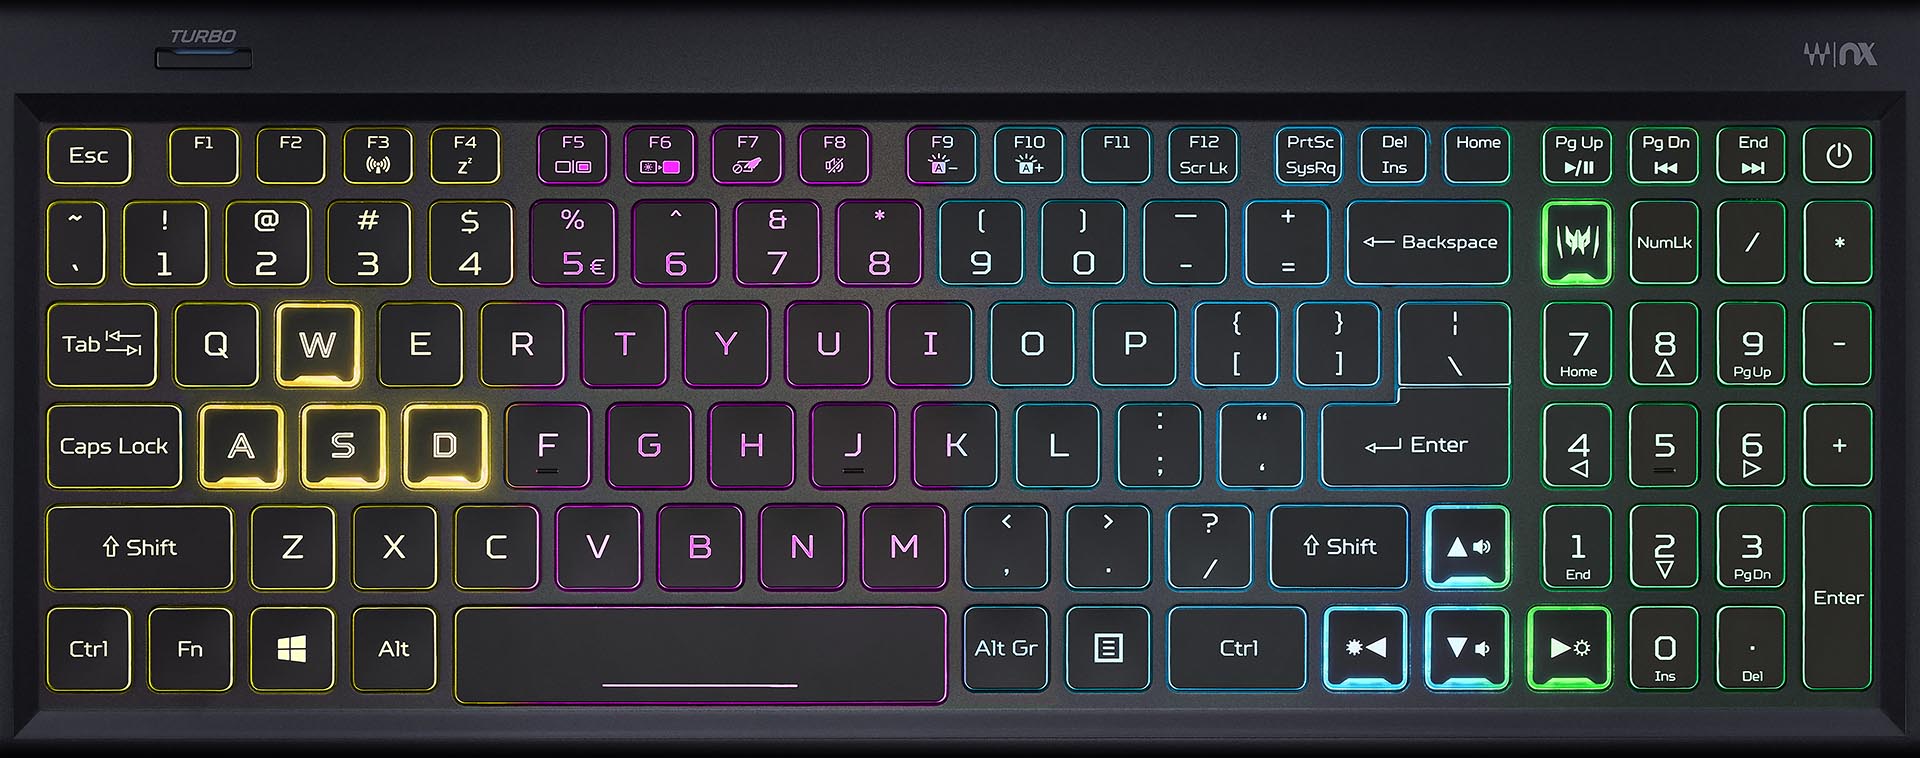 TURBO
NX
Esc F1 F2 F3 F4 F5 F6 F7 F8 F9 F10 F11 F12 PrtSc Del Home Pg Up Pg Dn End
Zz A- A+ Scr Lk SysRq Ins
~ ! @ # $ % ^ & * ( ) — +
` 1 2 3 4 5 € 6 7 8 9 0 - = Backspace NumLk / *
Tab Q W E R T Y U I O P { [ } ] ¦ \ 7 8 9 -
Home PgUp
Caps Lock A S D F G H J K L : ; “ ‘ Enter 4 5 6 +
Shift Z X C V B N M < , > . ? / Shift 1 2 3
End PgDn
Enter
Ctrl Fn Alt Alt Gr Ctrl 0 .
Ins Del